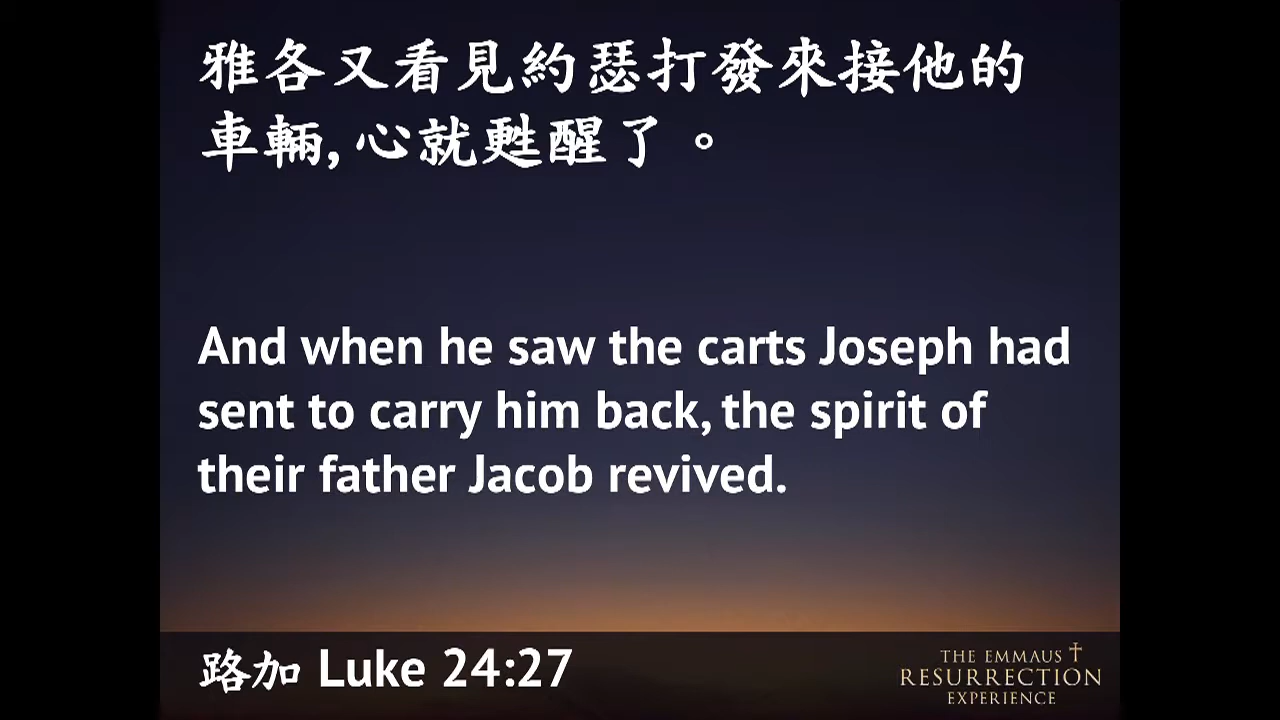 雅各又看見約瑟打發來接他的
車輛,心就甦醒了。
And when he saw the carts Joseph had
sent to carry him back, the spirit of
their father Jacob revived.
路加 Luke 24:27
THE EMMAUS
RESURRECTION
EXPERIENCE